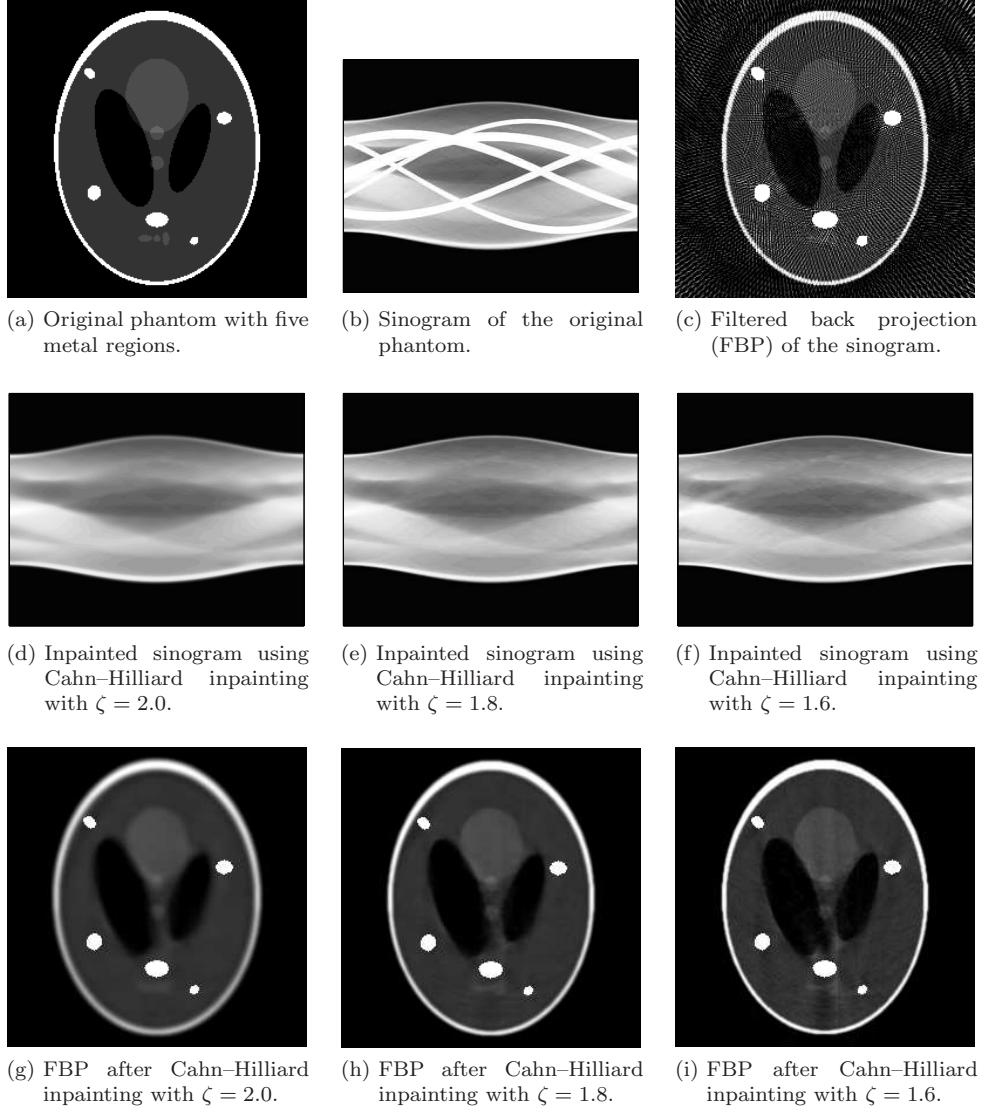 (a) Original phantom with five
metal regions.
(b) Sinogram of the original
phantom.
(c) Filtered back projection
(FBP) of the sinogram.
(d) Inpainted sinogram using
Cahn–Hilliard inpainting
with ζ = 2.0.
(e) Inpainted sinogram using
Cahn–Hilliard inpainting
with ζ = 1.8.
(f) Inpainted sinogram using
Cahn–Hilliard inpainting
with ζ = 1.6.
(g) FBP after Cahn–Hilliard
inpainting with ζ = 2.0.
(h) FBP after Cahn–Hilliard
inpainting with ζ = 1.8.
(i) FBP after Cahn–Hilliard
inpainting with ζ = 1.6.